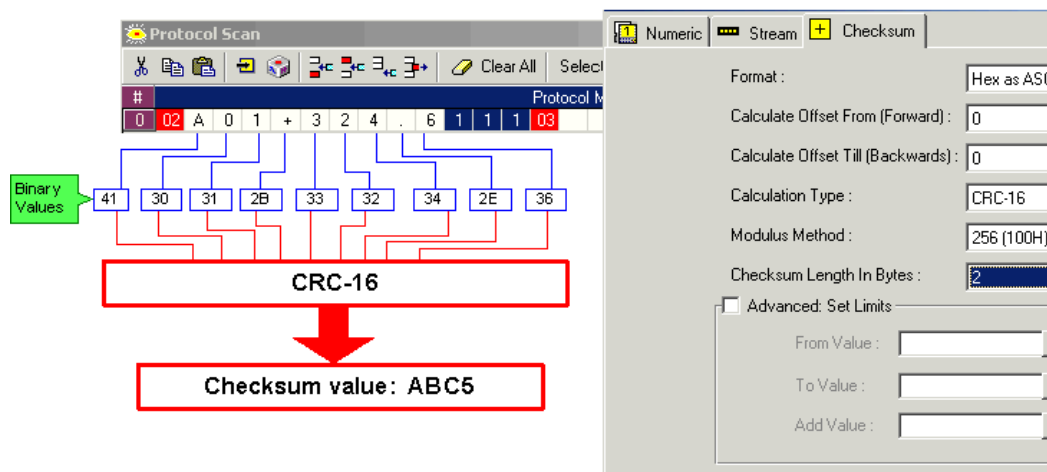 Protocol Scan
Clear All
Select
#
Protocol M
0 02 A 0 1 + 3 2 4 . 6 1 1 1 03
Binary
Values
41 30 31 2B 33 32 34 2E 36
CRC-16
Checksum value: ABC5
1 Numeric
Stream
+ Checksum
Format :
Hex as ASC
Calculate Offset From (Forward) :
0
Calculate Offset Till (Backwards) :
0
Calculation Type :
CRC-16
Modulus Method :
256 (100H)
Checksum Length In Bytes :
2
Advanced: Set Limits
From Value :
To Value :
Add Value :